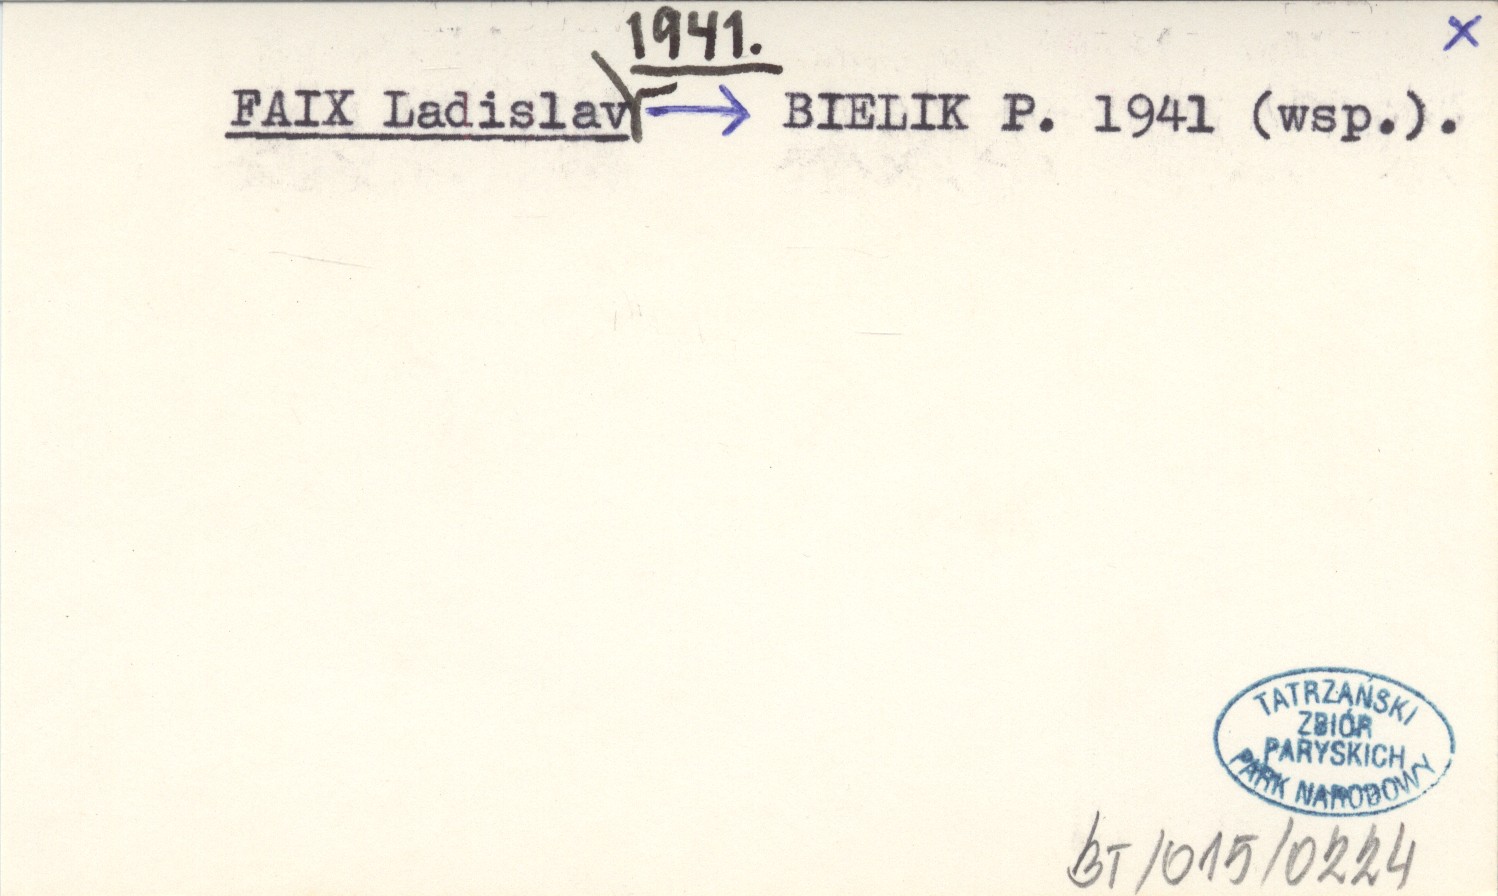 1941.
x
FAIX Ladislav → BIELIK P. 1941 (wsp.).
TATRZAŃSKI
ZBIÓR
PARYSKICH
PARK NARODOWY
BT/015/0224